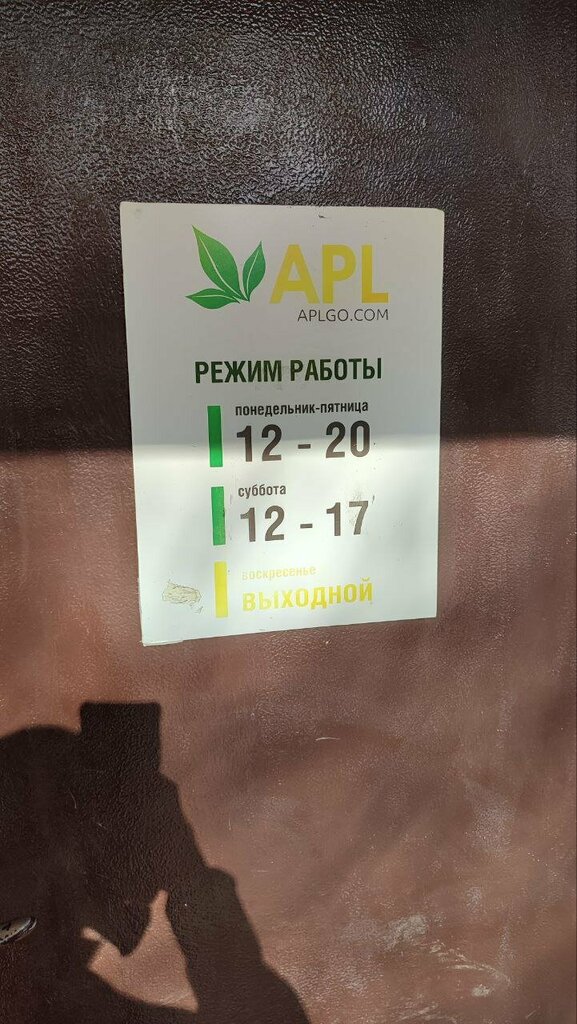 APL
APLGO.COM
РЕЖИМ РАБОТЫ
понедельник-пятница
12 - 20
суббота
12 - 17
воскресенье
ВЫХОДНОЙ